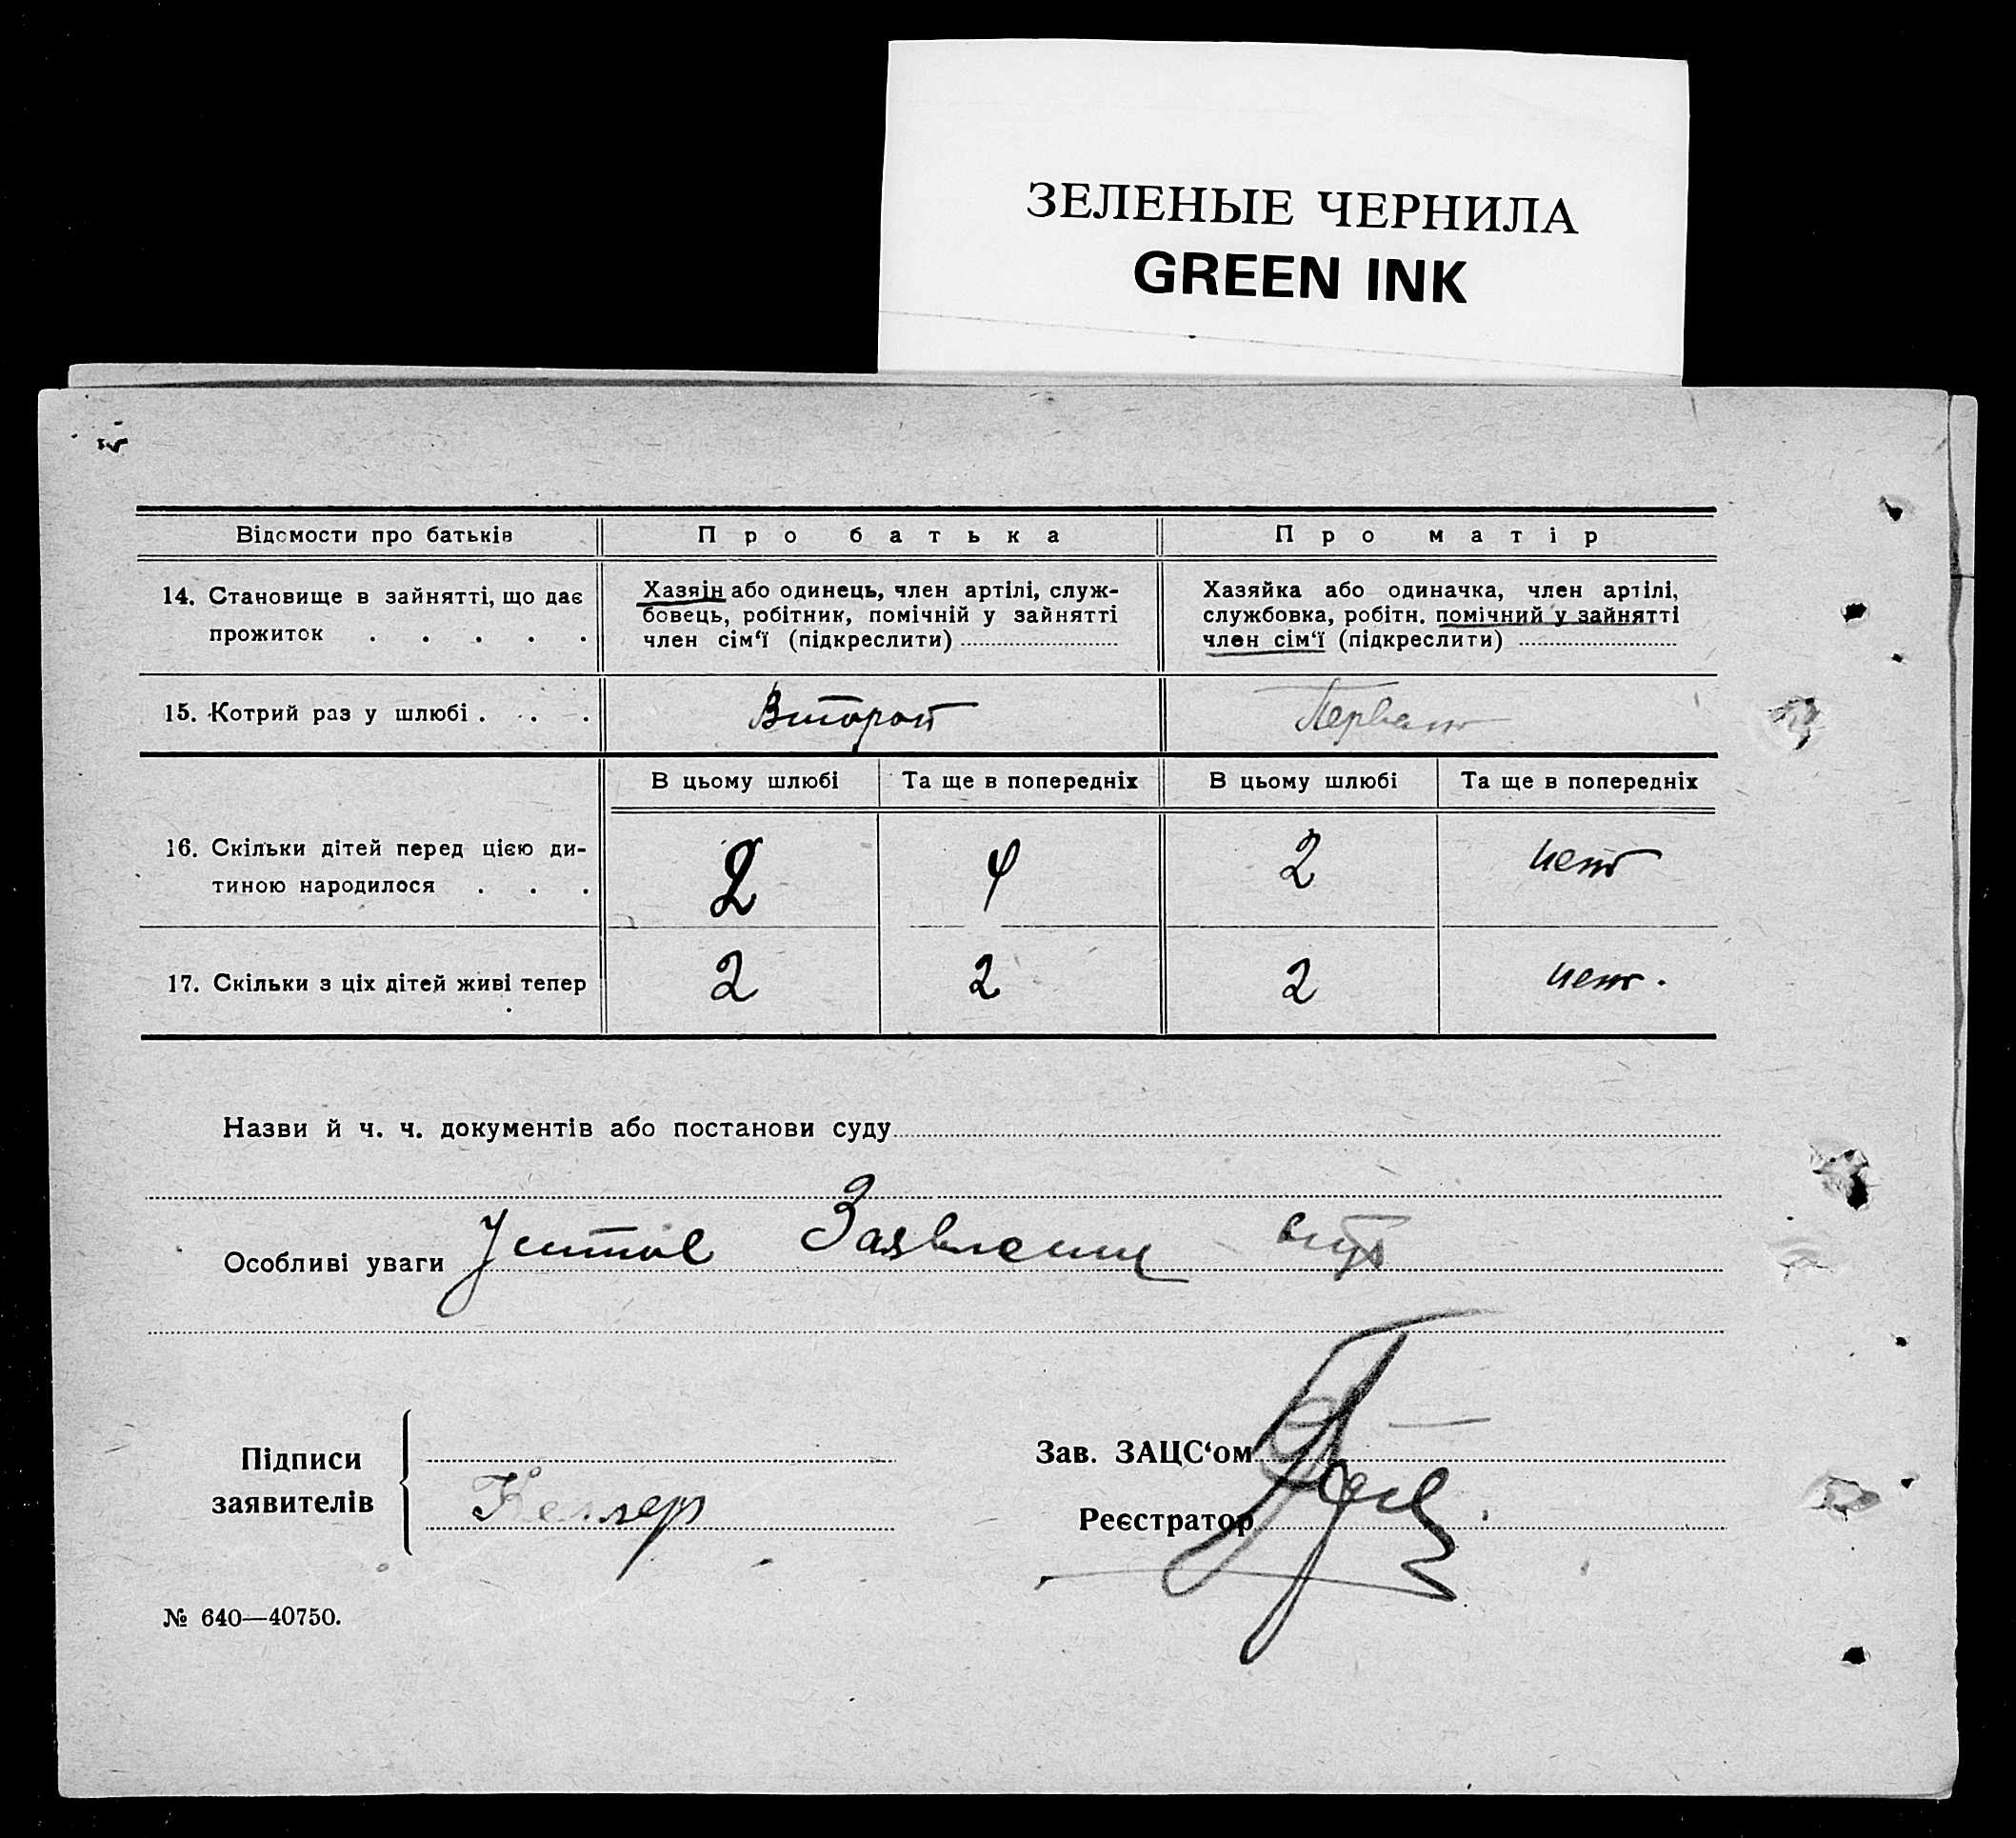 ЗЕЛЕНЫЕ ЧЕРНИЛА
GREEN INK
Відомости про батьків
Про батька
Про матір
14. Становище в зайнятті, що дає
прожиток . . . . .
Хазяїн або одинець, член артілі, служ-
бовець, робітник, помічній у зайнятті
член сім‘ї (підкреслити)
Хазяйка або одиначка, член артілі,
службовка, робітн. помічний у зайнятті
член сім‘ї (підкреслити)
15. Котрий раз у шлюбі . . .
Второй
В цьому шлюбі
Та ще в попередніх
В цьому шлюбі
Та ще в попередніх
16. Скільки дітей перед цією ди-
тиною народилося . . .
2
4
2
нет
17. Скільки з ціх дітей живі тепер
2
2
2
нет.
Назви й ч. ч. документів або постанови суду
Особливі уваги Устное Заявление
Підписи
заявителів
Келлер
Зав. ЗАЦС‘ом
Реєстратор
№ 640—40750.